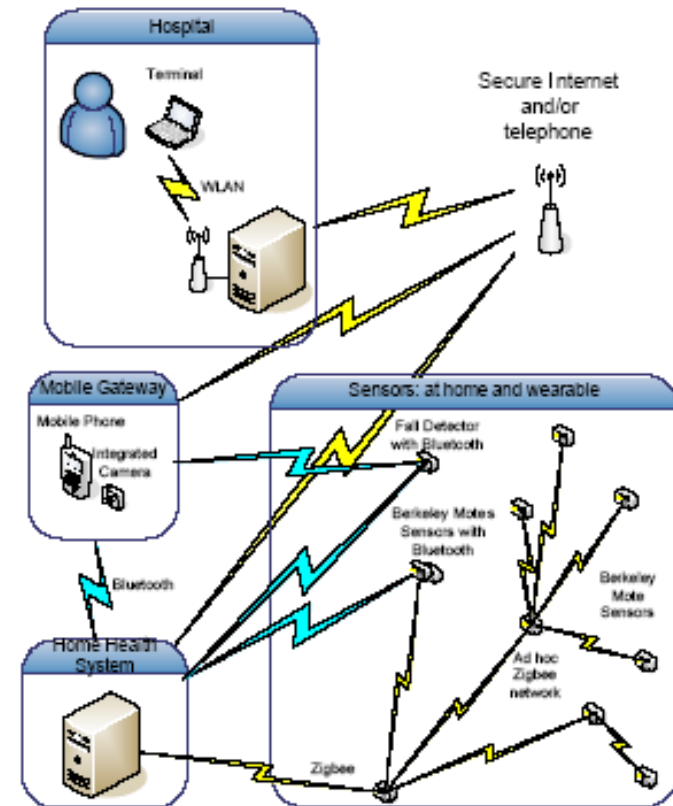 Hospital
Terminal
WLAN
Secure Internet
and/or
telephone
Mobile Gateway
Mobile Phone
Integrated
Camera
Bluetooth
Home Health
System
Sensors: at home and wearable
Fall Detector
with Bluetooth
Berkeley Motes
Sensors with
Bluetooth
Berkeley
Mote
Sensors
Ad hoc
Zigbee
network
Zigbee